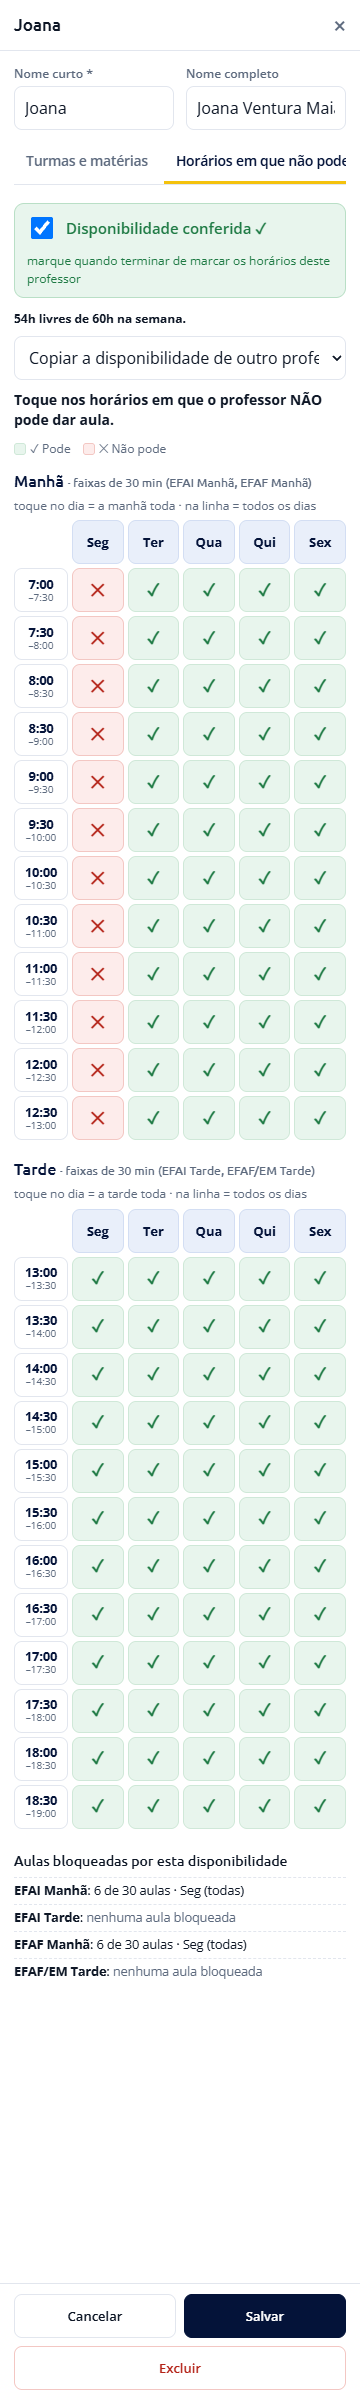 Joana ×
Nome curto * Nome completo
Joana Joana Ventura Maia
Turmas e matérias Horários em que não pode
Disponibilidade conferida ✓
marque quando terminar de marcar os horários deste
professor
54h livres de 60h na semana.
Copiar a disponibilidade de outro profe
Toque nos horários em que o professor NÃO
pode dar aula.
✓ Pode ✕ Não pode
Manhã · faixas de 30 min (EFAI Manhã, EFAF Manhã)
toque no dia = a manhã toda · na linha = todos os dias
Seg Ter Qua Qui Sex
7:00 ✕ ✓ ✓ ✓ ✓
–7:30
7:30 ✕ ✓ ✓ ✓ ✓
–8:00
8:00 ✕ ✓ ✓ ✓ ✓
–8:30
8:30 ✕ ✓ ✓ ✓ ✓
–9:00
9:00 ✕ ✓ ✓ ✓ ✓
–9:30
9:30 ✕ ✓ ✓ ✓ ✓
–10:00
10:00 ✕ ✓ ✓ ✓ ✓
–10:30
10:30 ✕ ✓ ✓ ✓ ✓
–11:00
11:00 ✕ ✓ ✓ ✓ ✓
–11:30
11:30 ✕ ✓ ✓ ✓ ✓
–12:00
12:00 ✕ ✓ ✓ ✓ ✓
–12:30
12:30 ✕ ✓ ✓ ✓ ✓
–13:00
Tarde · faixas de 30 min (EFAI Tarde, EFAF/EM Tarde)
toque no dia = a tarde toda · na linha = todos os dias
Seg Ter Qua Qui Sex
13:00 ✓ ✓ ✓ ✓ ✓
–13:30
13:30 ✓ ✓ ✓ ✓ ✓
–14:00
14:00 ✓ ✓ ✓ ✓ ✓
–14:30
14:30 ✓ ✓ ✓ ✓ ✓
–15:00
15:00 ✓ ✓ ✓ ✓ ✓
–15:30
15:30 ✓ ✓ ✓ ✓ ✓
–16:00
16:00 ✓ ✓ ✓ ✓ ✓
–16:30
16:30 ✓ ✓ ✓ ✓ ✓
–17:00
17:00 ✓ ✓ ✓ ✓ ✓
–17:30
17:30 ✓ ✓ ✓ ✓ ✓
–18:00
18:00 ✓ ✓ ✓ ✓ ✓
–18:30
18:30 ✓ ✓ ✓ ✓ ✓
–19:00
Aulas bloqueadas por esta disponibilidade
EFAI Manhã: 6 de 30 aulas · Seg (todas)
EFAI Tarde: nenhuma aula bloqueada
EFAF Manhã: 6 de 30 aulas · Seg (todas)
EFAF/EM Tarde: nenhuma aula bloqueada
Cancelar Salvar
Excluir